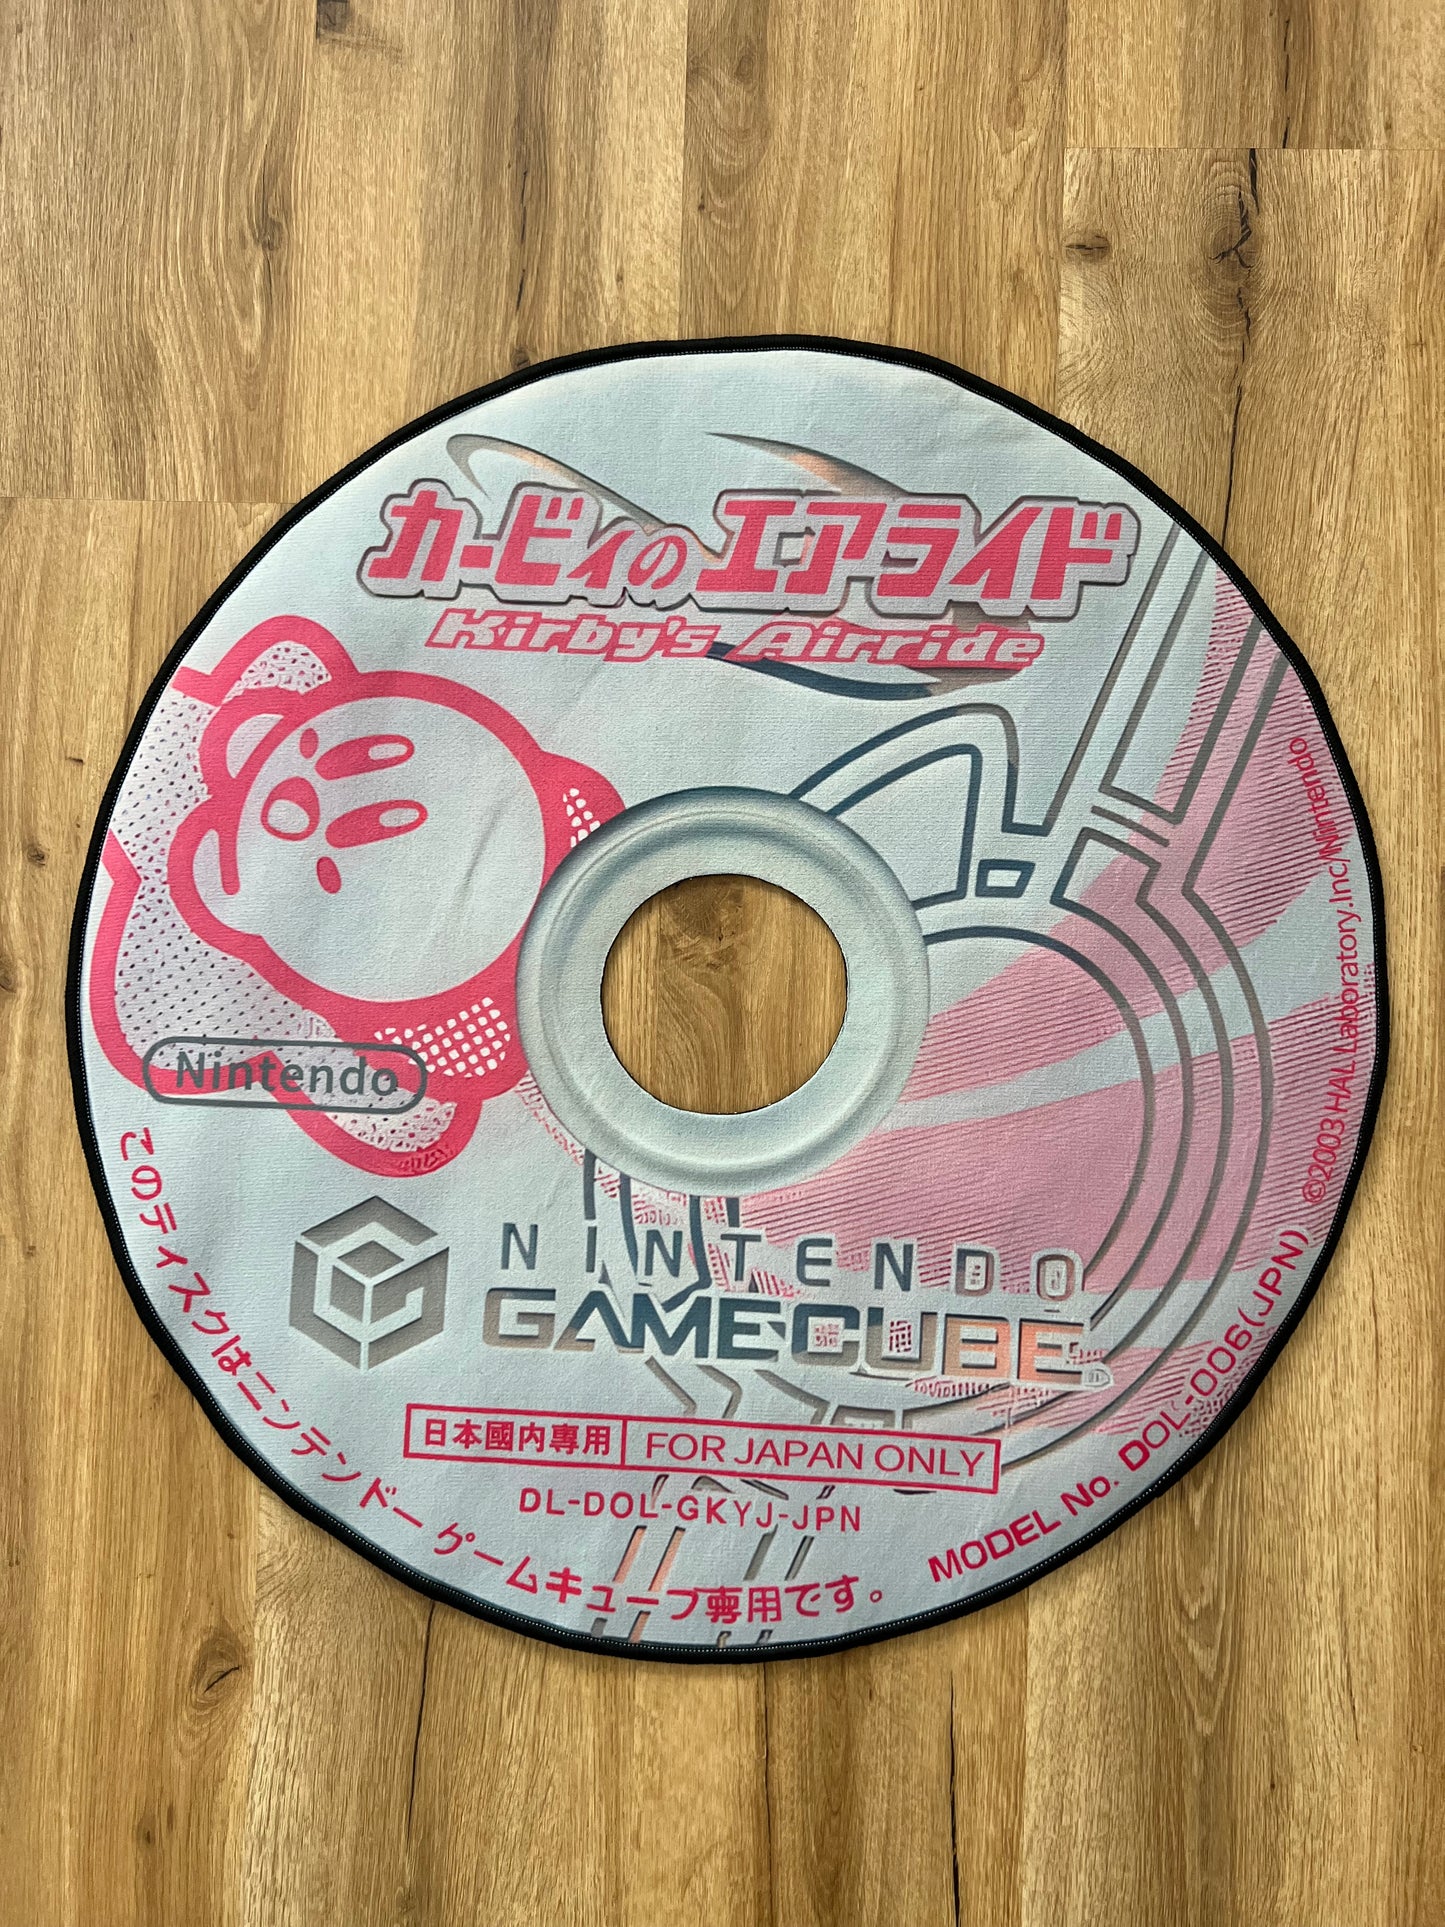 カービィのエアライド
Kirby's Airride
Nintendo
NINTENDO
GAMECUBE
日本國内専用 FOR JAPAN ONLY
DL-DOL-GKYJ-JPN
このディスクはニンテンドーゲームキューブ専用です。
MODEL No. DOL-006(JPN)
©2003 HAL Laboratory.Inc/Nintendo